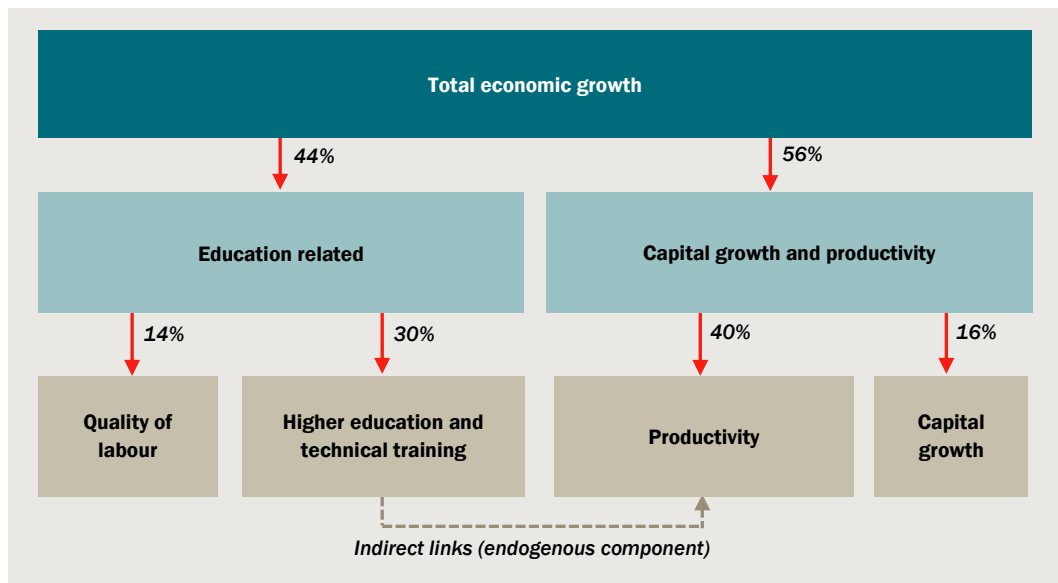 Total economic growth
44%
56%
Education related
Capital growth and productivity
14%
30%
40%
16%
Quality of
labour
Higher education and
technical training
Productivity
Capital
growth
Indirect links (endogenous component)